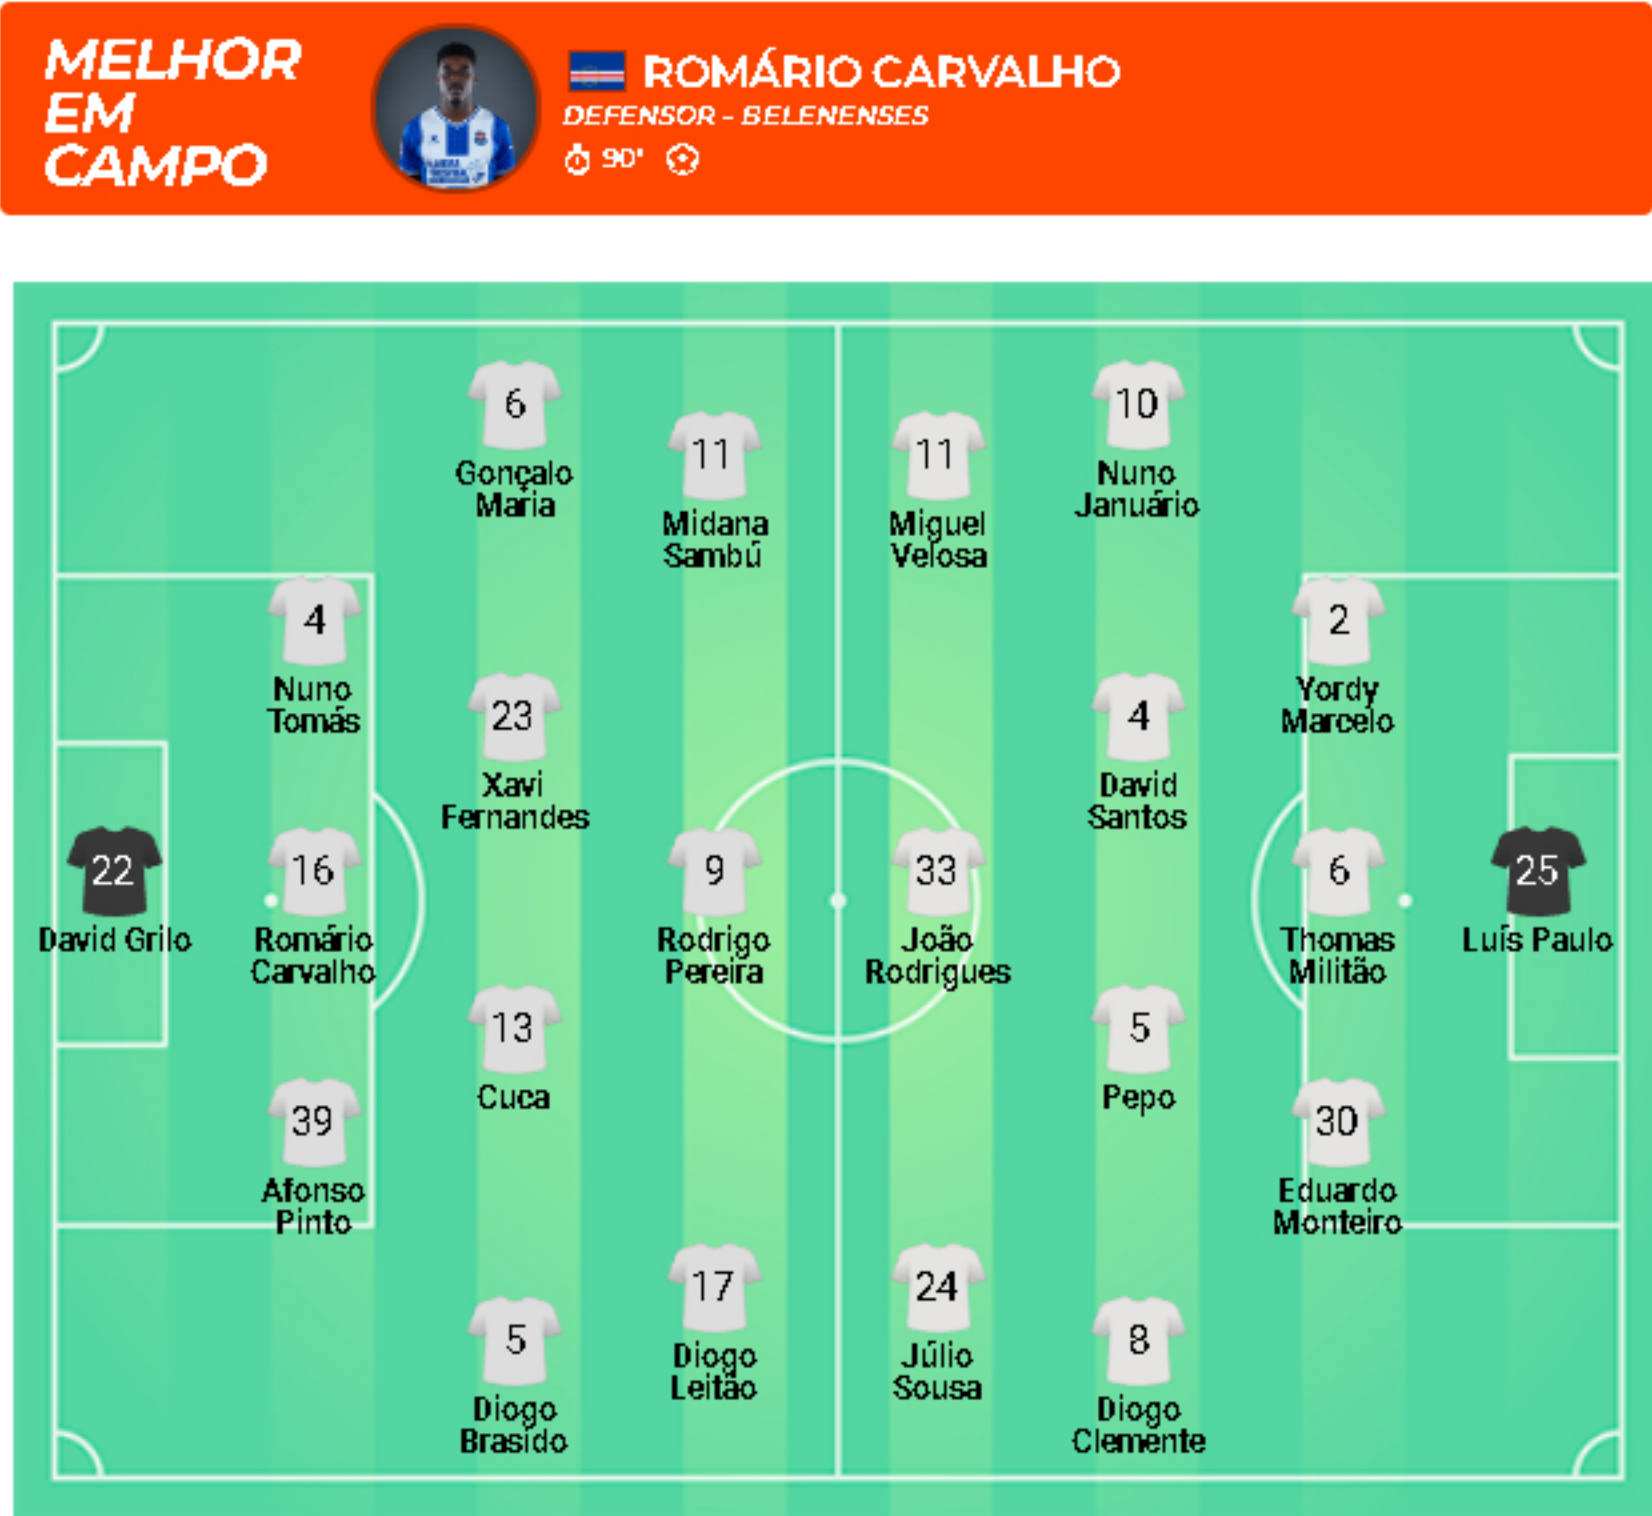 MELHOR
EM
CAMPO
ROMÁRIO CARVALHO
DEFENSOR - BELENENSES
90'
6
Gonçalo
Maria
11
Midana
Sambú
11
Miguel
Velosa
10
Nuno
Januário
4
Nuno
Tomás
23
Xavi
Fernandes
4
David
Santos
2
Yordy
Marcelo
22
David Grilo
16
Romário
Carvalho
9
Rodrigo
Pereira
33
João
Rodrigues
6
Thomas
Militão
25
Luís Paulo
13
Cuca
5
Pepo
39
Afonso
Pinto
30
Eduardo
Monteiro
5
Diogo
Brasído
17
Diogo
Leitão
24
Júlio
Sousa
8
Diogo
Clemente